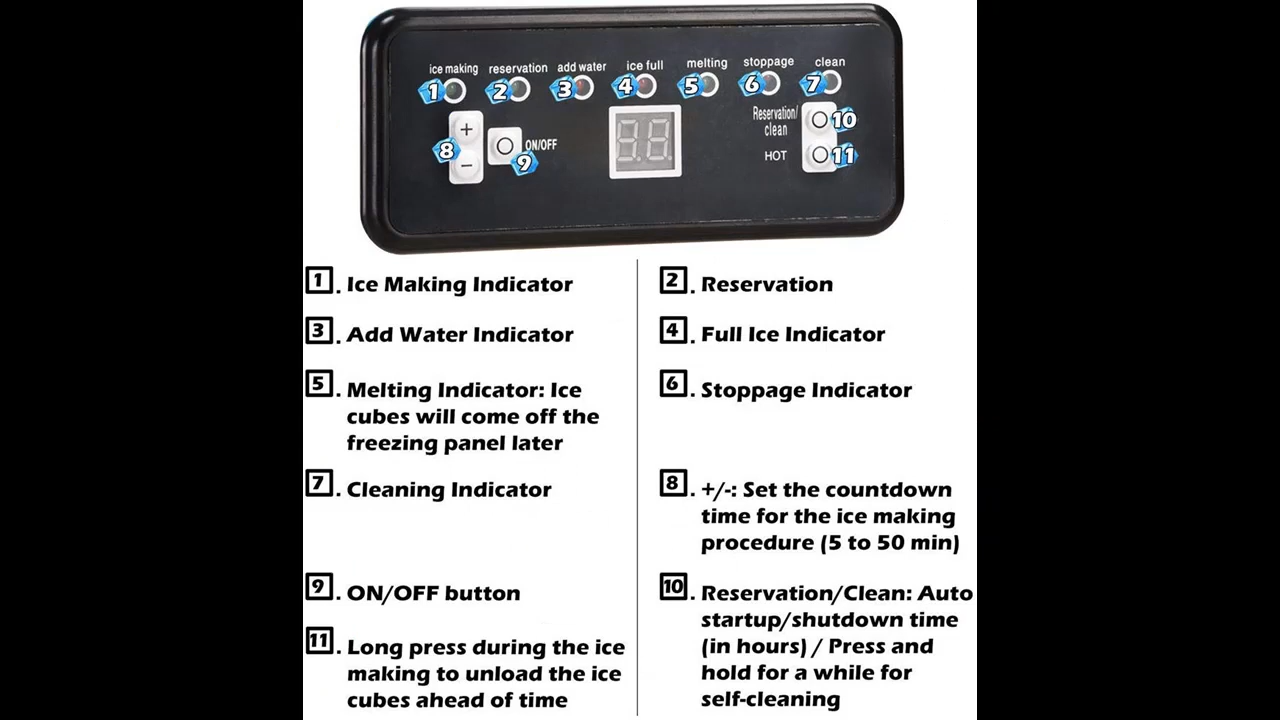 ice making
reservation
add water
ice full
melting
stoppage
clean
1
2
3
4
5
6
7
+
8
−
ON/OFF
9
Reservation/
clean
10
HOT
11
1. Ice Making Indicator
2. Reservation
3. Add Water Indicator
4. Full Ice Indicator
5. Melting Indicator: Ice
cubes will come off the
freezing panel later
6. Stoppage Indicator
7. Cleaning Indicator
8. +/-: Set the countdown
time for the ice making
procedure (5 to 50 min)
9. ON/OFF button
10. Reservation/Clean: Auto
startup/shutdown time
(in hours) / Press and
hold for a while for
self-cleaning
11. Long press during the ice
making to unload the ice
cubes ahead of time